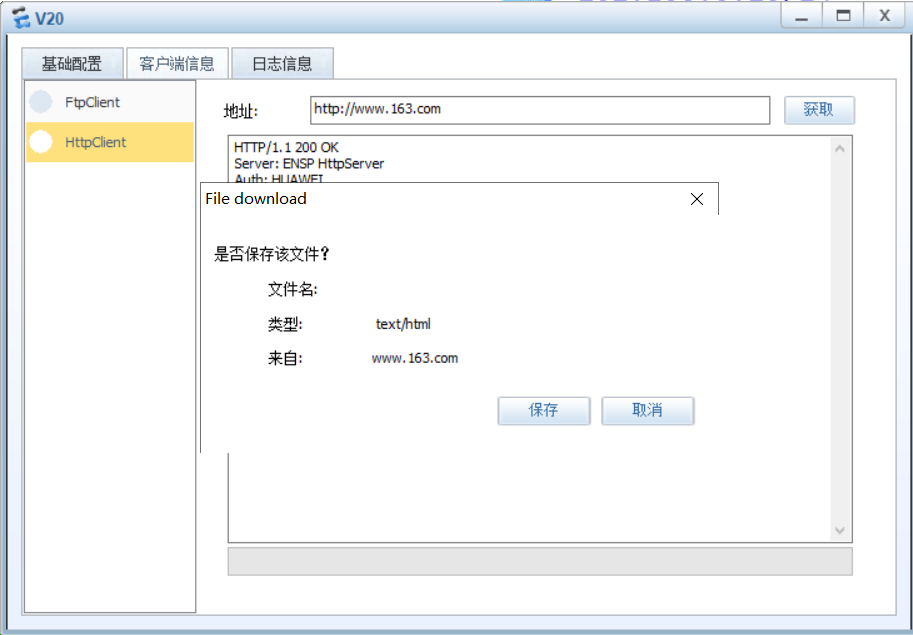 V20
基础配置 客户端信息 日志信息
FtpClient
HttpClient
地址: http://www.163.com 获取
HTTP/1.1 200 OK
Server: ENSP HttpServer
Auth: HUAWEI
File download
是否保存该文件?
文件名:
类型: text/html
来自: www.163.com
保存 取消